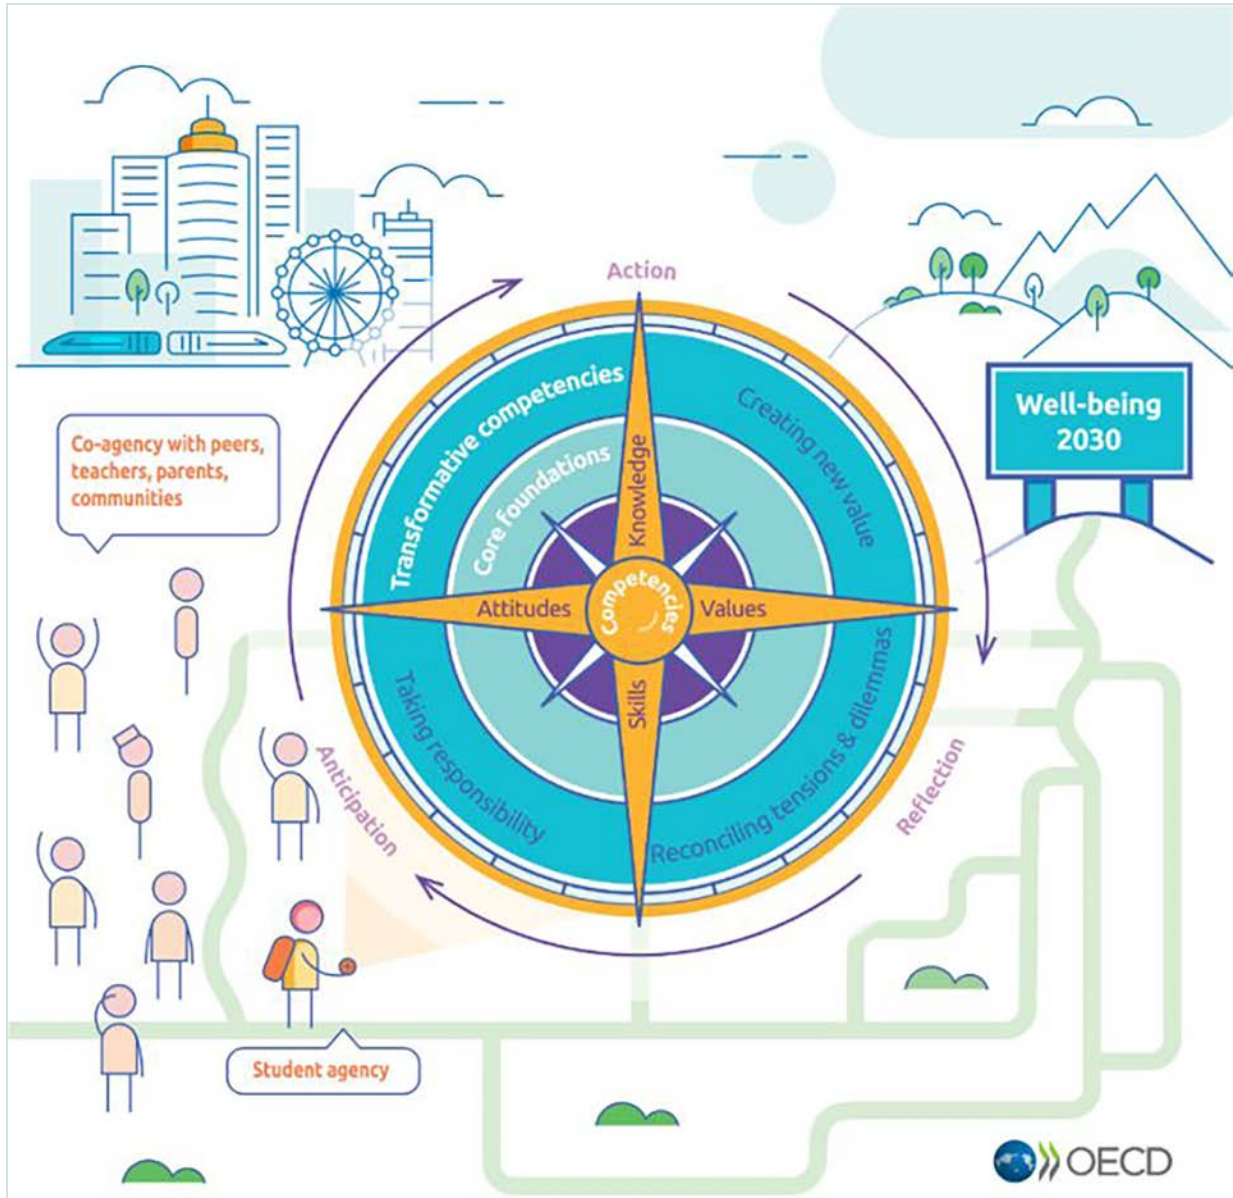 Action
Transformative competencies
Creating new value
Core foundations
Knowledge
Well-being
2030
Co-agency with peers,
teachers, parents,
communities
Attitudes
Competencies
Values
Skills
Taking responsibility
Reconciling tensions & dilemmas
Anticipation
Reflection
Student agency
OECD